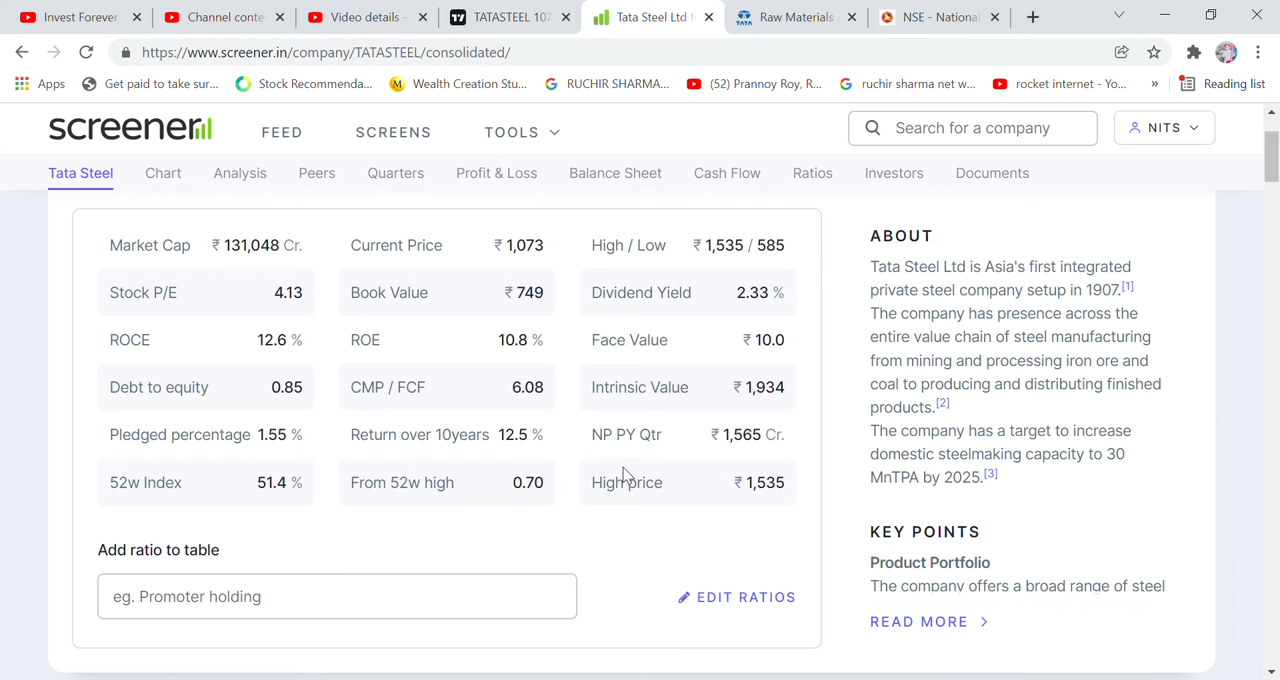 Invest Forever
Channel conte
Video details -
TATASTEEL 107
Tata Steel Ltd f
Raw Materials
NSE - National
https://www.screener.in/company/TATASTEEL/consolidated/
Apps
Get paid to take sur...
Stock Recommenda...
Wealth Creation Stu...
RUCHIR SHARMA...
(52) Prannoy Roy, R...
ruchir sharma net w...
rocket internet - Yo...
»
Reading list
screener
FEED
SCREENS
TOOLS
Search for a company
NITS
Tata Steel
Chart
Analysis
Peers
Quarters
Profit & Loss
Balance Sheet
Cash Flow
Ratios
Investors
Documents
Market Cap ₹ 131,048 Cr.
Current Price ₹ 1,073
High / Low ₹ 1,535 / 585
Stock P/E 4.13
Book Value ₹ 749
Dividend Yield 2.33 %
ROCE 12.6 %
ROE 10.8 %
Face Value ₹ 10.0
Debt to equity 0.85
CMP / FCF 6.08
Intrinsic Value ₹ 1,934
Pledged percentage 1.55 %
Return over 10years 12.5 %
NP PY Qtr ₹ 1,565 Cr.
52w Index 51.4 %
From 52w high 0.70
High price ₹ 1,535
Add ratio to table
eg. Promoter holding
EDIT RATIOS
ABOUT
Tata Steel Ltd is Asia's first integrated
private steel company setup in 1907.[1]
The company has presence across the
entire value chain of steel manufacturing
from mining and processing iron ore and
coal to producing and distributing finished
products.[2]
The company has a target to increase
domestic steelmaking capacity to 30
MnTPA by 2025.[3]
KEY POINTS
Product Portfolio
The company offers a broad range of steel
READ MORE